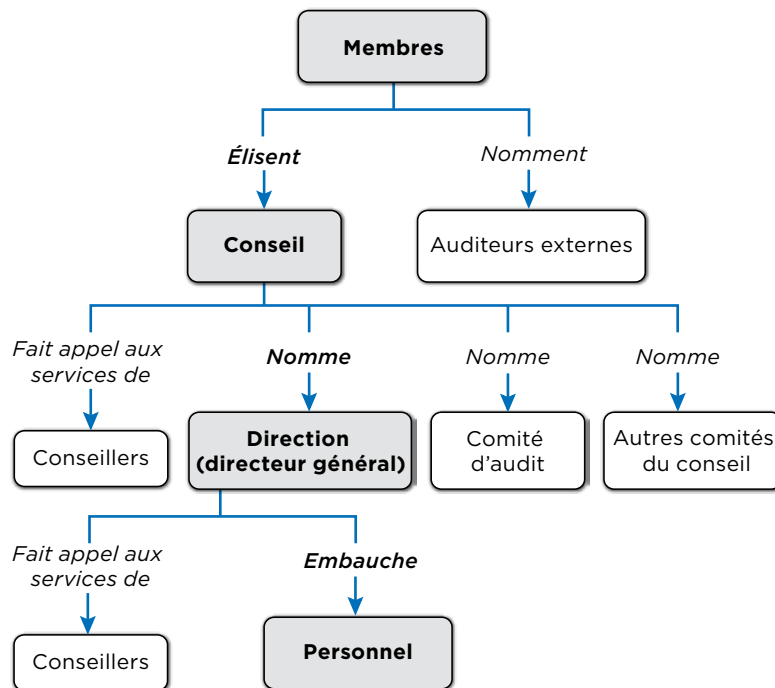 Membres
Élisent
Nomment
Conseil
Auditeurs externes
Fait appel aux
services de
Nomme
Nomme
Nomme
Conseillers
Direction
(directeur général)
Comité
d’audit
Autres comités
du conseil
Fait appel aux
services de
Embauche
Conseillers
Personnel